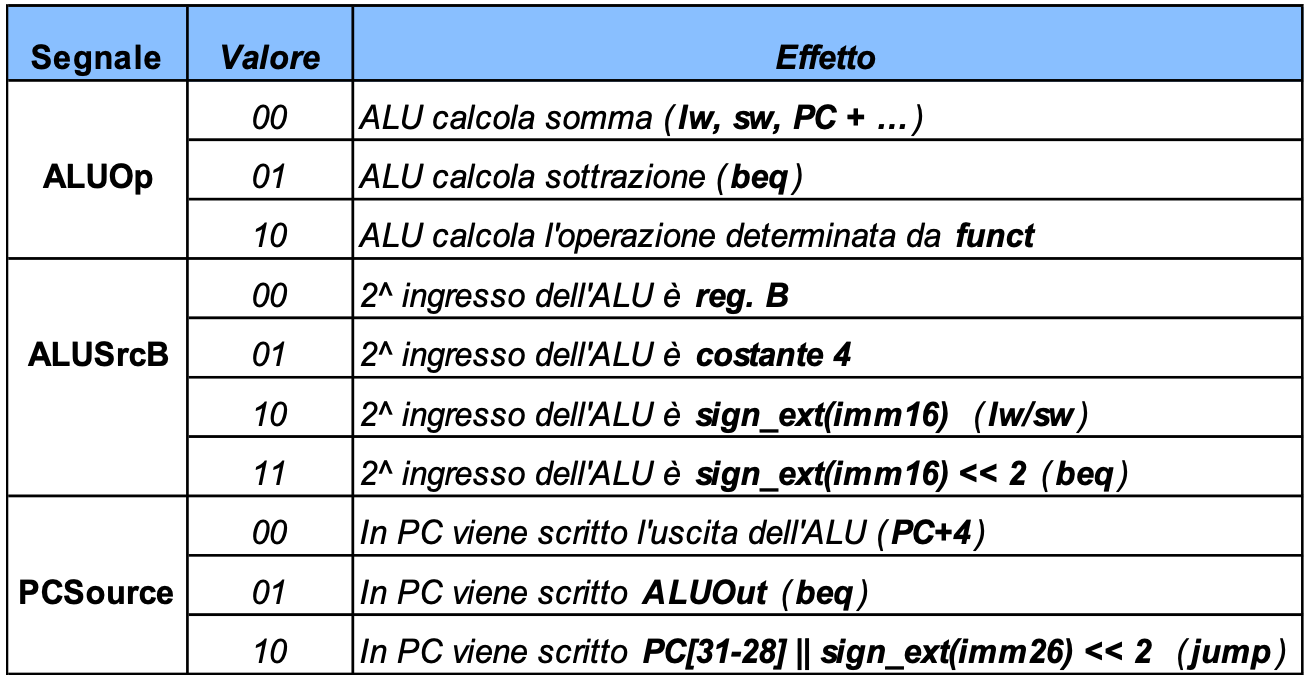 Segnale Valore Effetto
ALUOp
00 ALU calcola somma (lw, sw, PC + …)
01 ALU calcola sottrazione (beq)
10 ALU calcola l'operazione determinata da funct
ALUSrcB
00 2^ ingresso dell'ALU è reg. B
01 2^ ingresso dell'ALU è costante 4
10 2^ ingresso dell'ALU è sign_ext(imm16) (lw/sw)
11 2^ ingresso dell'ALU è sign_ext(imm16) << 2 (beq)
PCSource
00 In PC viene scritto l'uscita dell'ALU (PC+4)
01 In PC viene scritto ALUOut (beq)
10 In PC viene scritto PC[31-28] || sign_ext(imm26) << 2 (jump)